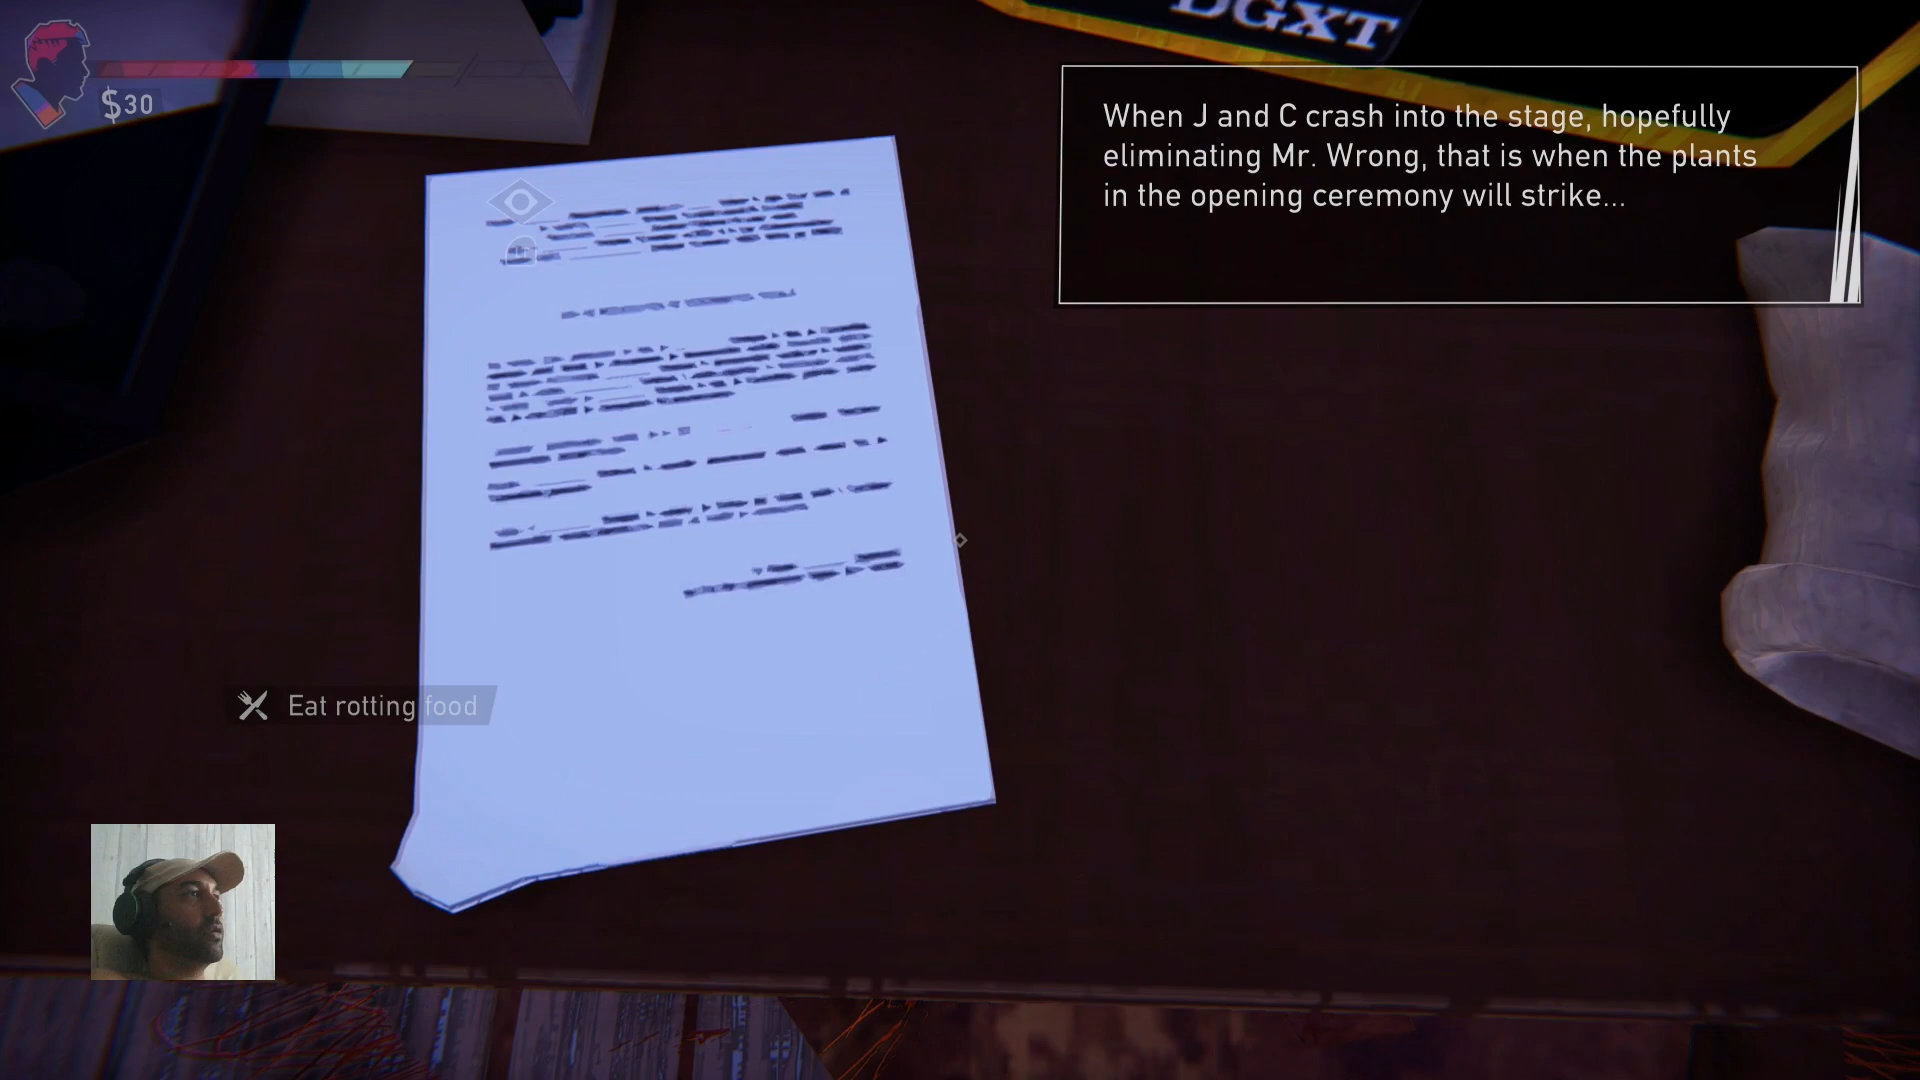 DGXT
$30
When J and C crash into the stage, hopefully
eliminating Mr. Wrong, that is when the plants
in the opening ceremony will strike...
Eat rotting food